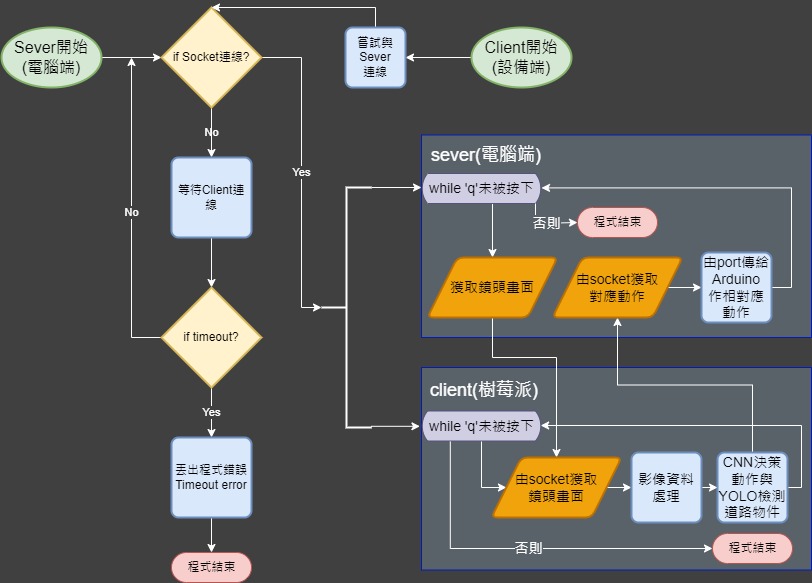 Sever開始
(電腦端)
if Socket連線?
嘗試與
Sever
連線
Client開始
(設備端)
No
等待Client連
線
No
Yes
if timeout?
Yes
丟出程式錯誤
Timeout error
程式結束
sever(電腦端)
while 'q'未被按下
否則
程式結束
獲取鏡頭畫面
由socket獲取
對應動作
由port傳給
Arduino
作相對應
動作
client(樹莓派)
while 'q'未被按下
由socket獲取
鏡頭畫面
影像資料
處理
CNN決策
動作與
YOLO檢測
道路物件
否則
程式結束